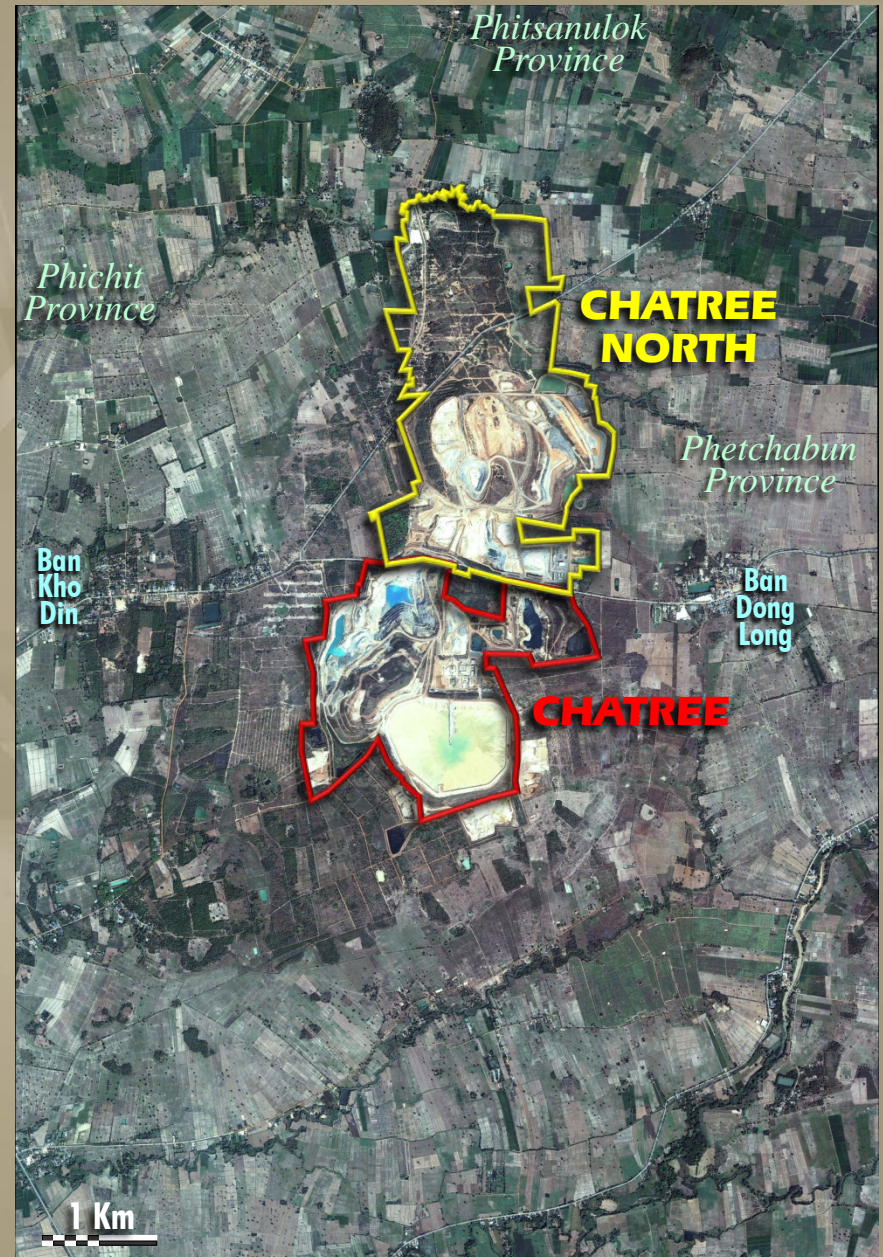 Phitsanulok
Province
Phichit
Province
CHATREE
NORTH
Phetchabun
Province
Ban
Kho
Din
Ban
Dong
Long
CHATREE
1 Km